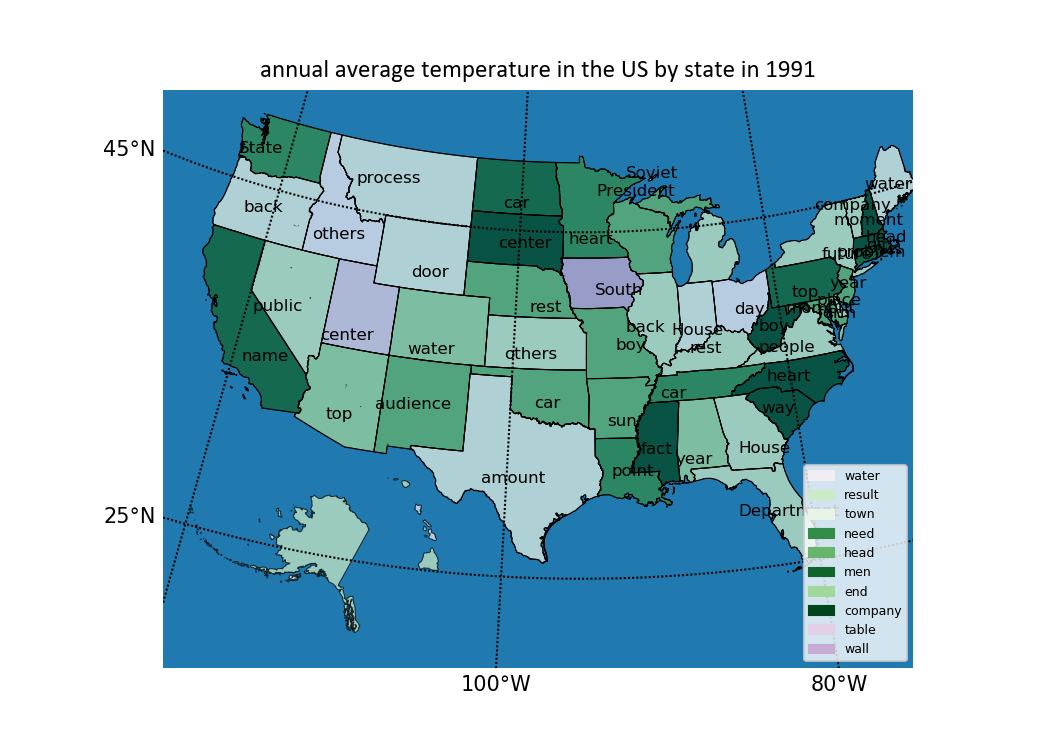 annual average temperature in the US by state in 1991
45°N
25°N
100°W
80°W
State
process
back
others
door
car
center
heart
Soviet
President
water
company
moment
head
future
problem
year
place
top
South
rest
day
boy
House
back
rest
people
public
center
water
others
boy
name
top
audience
car
car
heart
way
sun
fact
year
House
point
amount
water
result
town
need
head
men
end
company
table
wall